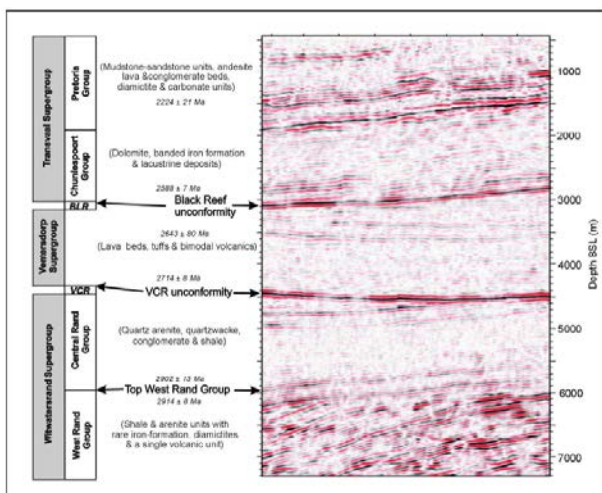 Transvaal Supergroup
Pretoria Group
(Mudstone-sandstone units, andesite
lava &conglomerate beds,
diamictite & carbonate units)
2224 ± 21 Ma
Chuniespoort Group
(Dolomite, banded iron formation
& lacustrine deposits)
2588 ± 7 Ma
BLR
Black Reef
unconformity
Ventersdorp Supergroup
2643 ± 80 Ma
(Lava beds, tuffs & bimodal volcanics)
2714 ± 8 Ma
VCR
VCR unconformity
Witwatersrand Supergroup
Central Rand Group
(Quartz arenite, quartzwacke,
conglomerate & shale)
2902 ± 13 Ma
Top West Rand Group
2914 ± 8 Ma
West Rand Group
(Shale & arenite units with
rare iron-formation, diamictites
& a single volcanic unit)
1000
2000
3000
4000
5000
6000
7000
Depth BSL (m)